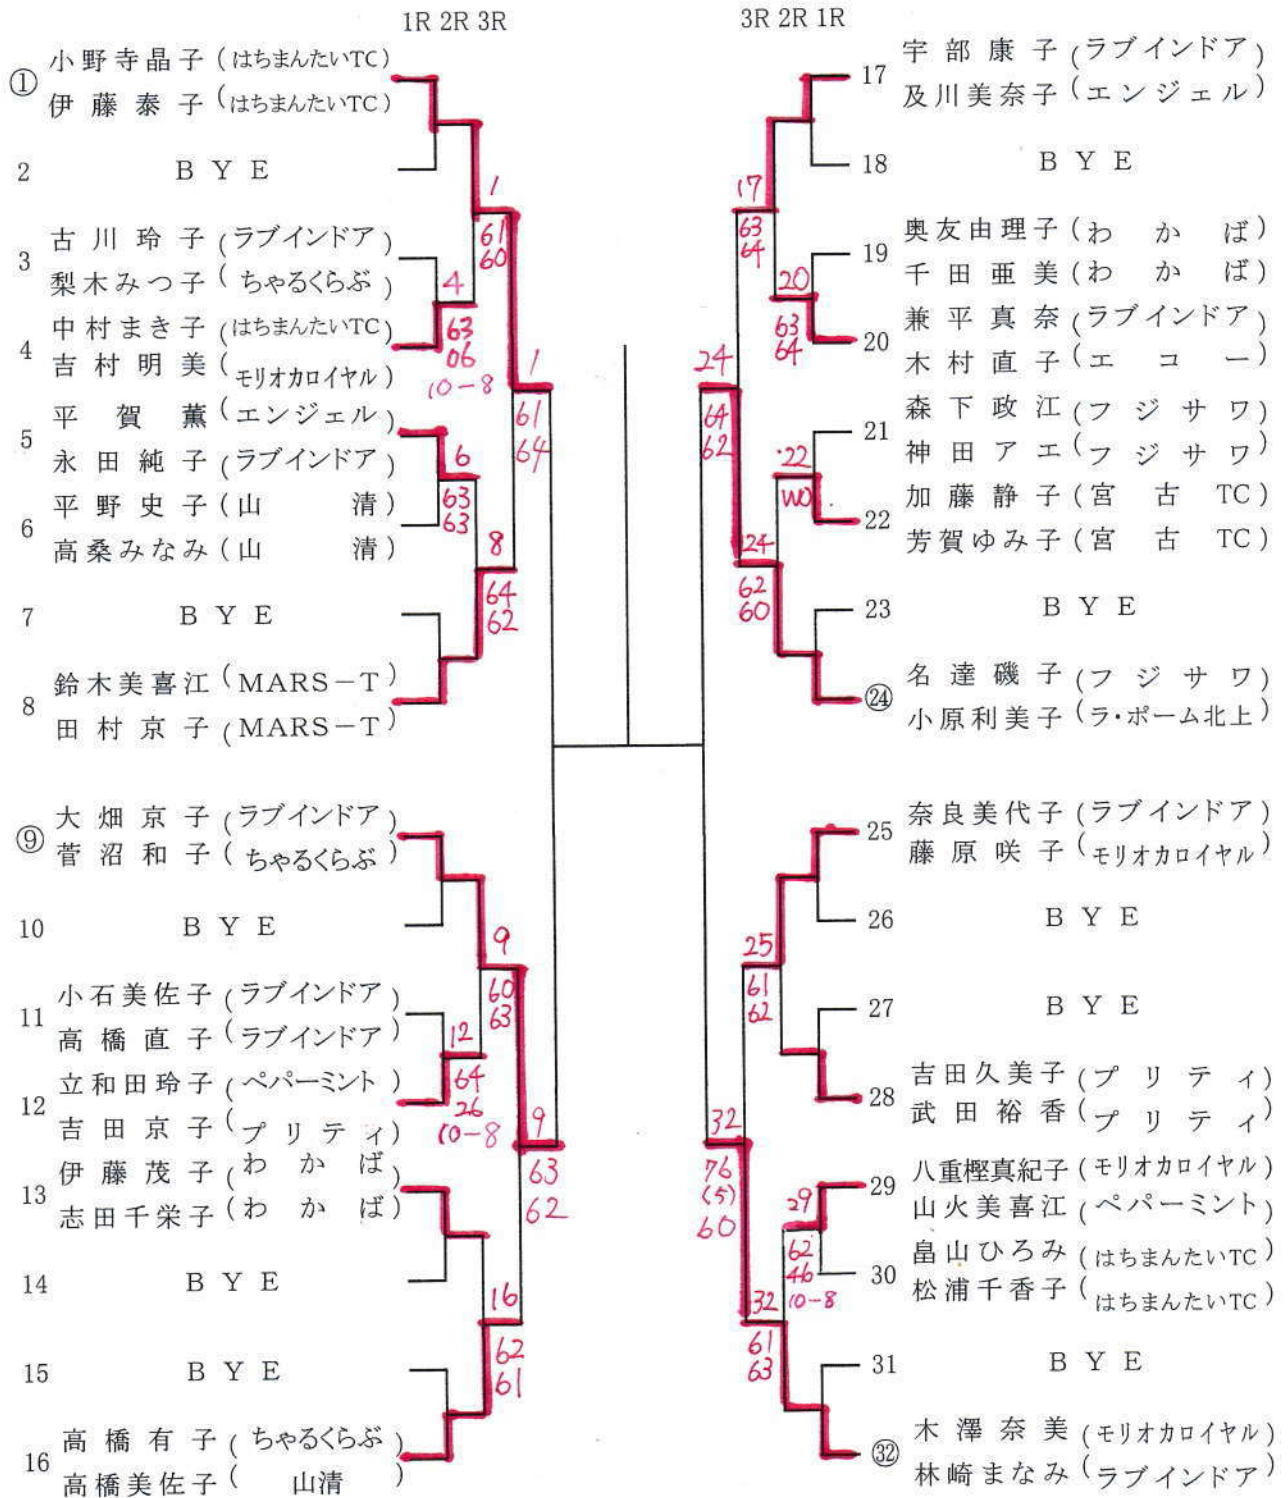 1R 2R 3R
① 小野寺晶子 (はちまんたいTC)
伊藤泰子 (はちまんたいTC)
2 BYE
1
61
60
3 古川玲子 (ラブインドア)
梨木みつ子 (ちゃるくらぶ)
4
63
06
10-8
4 中村まき子 (はちまんたいTC)
吉村明美 (モリオカロイヤル)
1
61
64
5 平賀薫 (エンジェル)
永田純子 (ラブインドア)
6
63
63
6 平野史子 (山清)
高桑みなみ (山清)
8
64
62
7 BYE
8 鈴木美喜江 (MARS-T)
田村京子 (MARS-T)
⑨ 大畑京子 (ラブインドア)
菅沼和子 (ちゃるくらぶ)
10 BYE
9
60
63
11 小石美佐子 (ラブインドア)
高橋直子 (ラブインドア)
12
64
26
10-8
12 立和田玲子 (ペパーミント)
吉田京子 (プリティ)
9
63
62
13 伊藤茂子 (わかば)
志田千栄子 (わかば)
14 BYE
16
62
61
15 BYE
16 高橋有子 (ちゃるくらぶ)
高橋美佐子 (山清)
3R 2R 1R
17 宇部康子 (ラブインドア)
及川美奈子 (エンジェル)
18 BYE
17
63
64
19 奥友由理子 (わかば)
千田亜美 (わかば)
20
63
64
20 兼平真奈 (ラブインドア)
木村直子 (エコー)
24
64
62
21 森下政江 (フジサワ)
神田アエ (フジサワ)
22
WO
22 加藤静子 (宮古TC)
芳賀ゆみ子 (宮古TC)
24
62
60
23 BYE
㉔ 名達磯子 (フジサワ)
小原利美子 (ラ・ポーム北上)
25 奈良美代子 (ラブインドア)
藤原咲子 (モリオカロイヤル)
26 BYE
25
61
62
27 BYE
28 吉田久美子 (プリティ)
武田裕香 (プリティ)
32
76
(5)
60
29 八重樫真紀子 (モリオカロイヤル)
山火美喜江 (ペパーミント)
29
62
46
10-8
30 畠山ひろみ (はちまんたいTC)
松浦千香子 (はちまんたいTC)
32
61
63
31 BYE
㉜ 木澤奈美 (モリオカロイヤル)
林崎まなみ (ラブインドア)